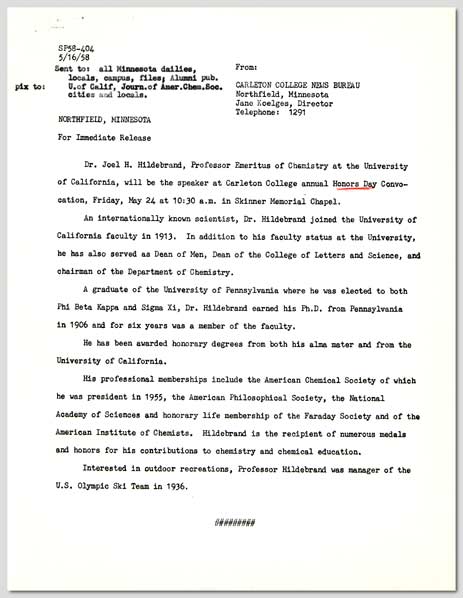 SP58-404
5/16/58
Sent to: all Minnesota dailies,
locals, campus, files; Alumni pub.
pix to: U.of Calif, Journ.of Amer.Chem.Soc.
cities and locals.
From:
CARLETON COLLEGE NEWS BUREAU
Northfield, Minnesota
Jane Koelges, Director
Telephone: 1291
NORTHFIELD, MINNESOTA
For Immediate Release
Dr. Joel H. Hildebrand, Professor Emeritus of Chemistry at the University
of California, will be the speaker at Carleton College annual Honors Day Convo-
cation, Friday, May 24 at 10:30 a.m. in Skinner Memorial Chapel.
An internationally known scientist, Dr. Hildebrand joined the University of
California faculty in 1913. In addition to his faculty status at the University,
he has also served as Dean of Men, Dean of the College of Letters and Science, and
chairman of the Department of Chemistry.
A graduate of the University of Pennsylvania where he was elected to both
Phi Beta Kappa and Sigma Xi, Dr. Hildebrand earned his Ph.D. from Pennsylvania
in 1906 and for six years was a member of the faculty.
He has been awarded honorary degrees from both his alma mater and from the
University of California.
His professional memberships include the American Chemical Society of which
he was president in 1955, the American Philosophical Society, the National
Academy of Sciences and honorary life membership of the Faraday Society and of the
American Institute of Chemists. Hildebrand is the recipient of numerous medals
and honors for his contributions to chemistry and chemical education.
Interested in outdoor recreations, Professor Hildebrand was manager of the
U.S. Olympic Ski Team in 1936.
#########